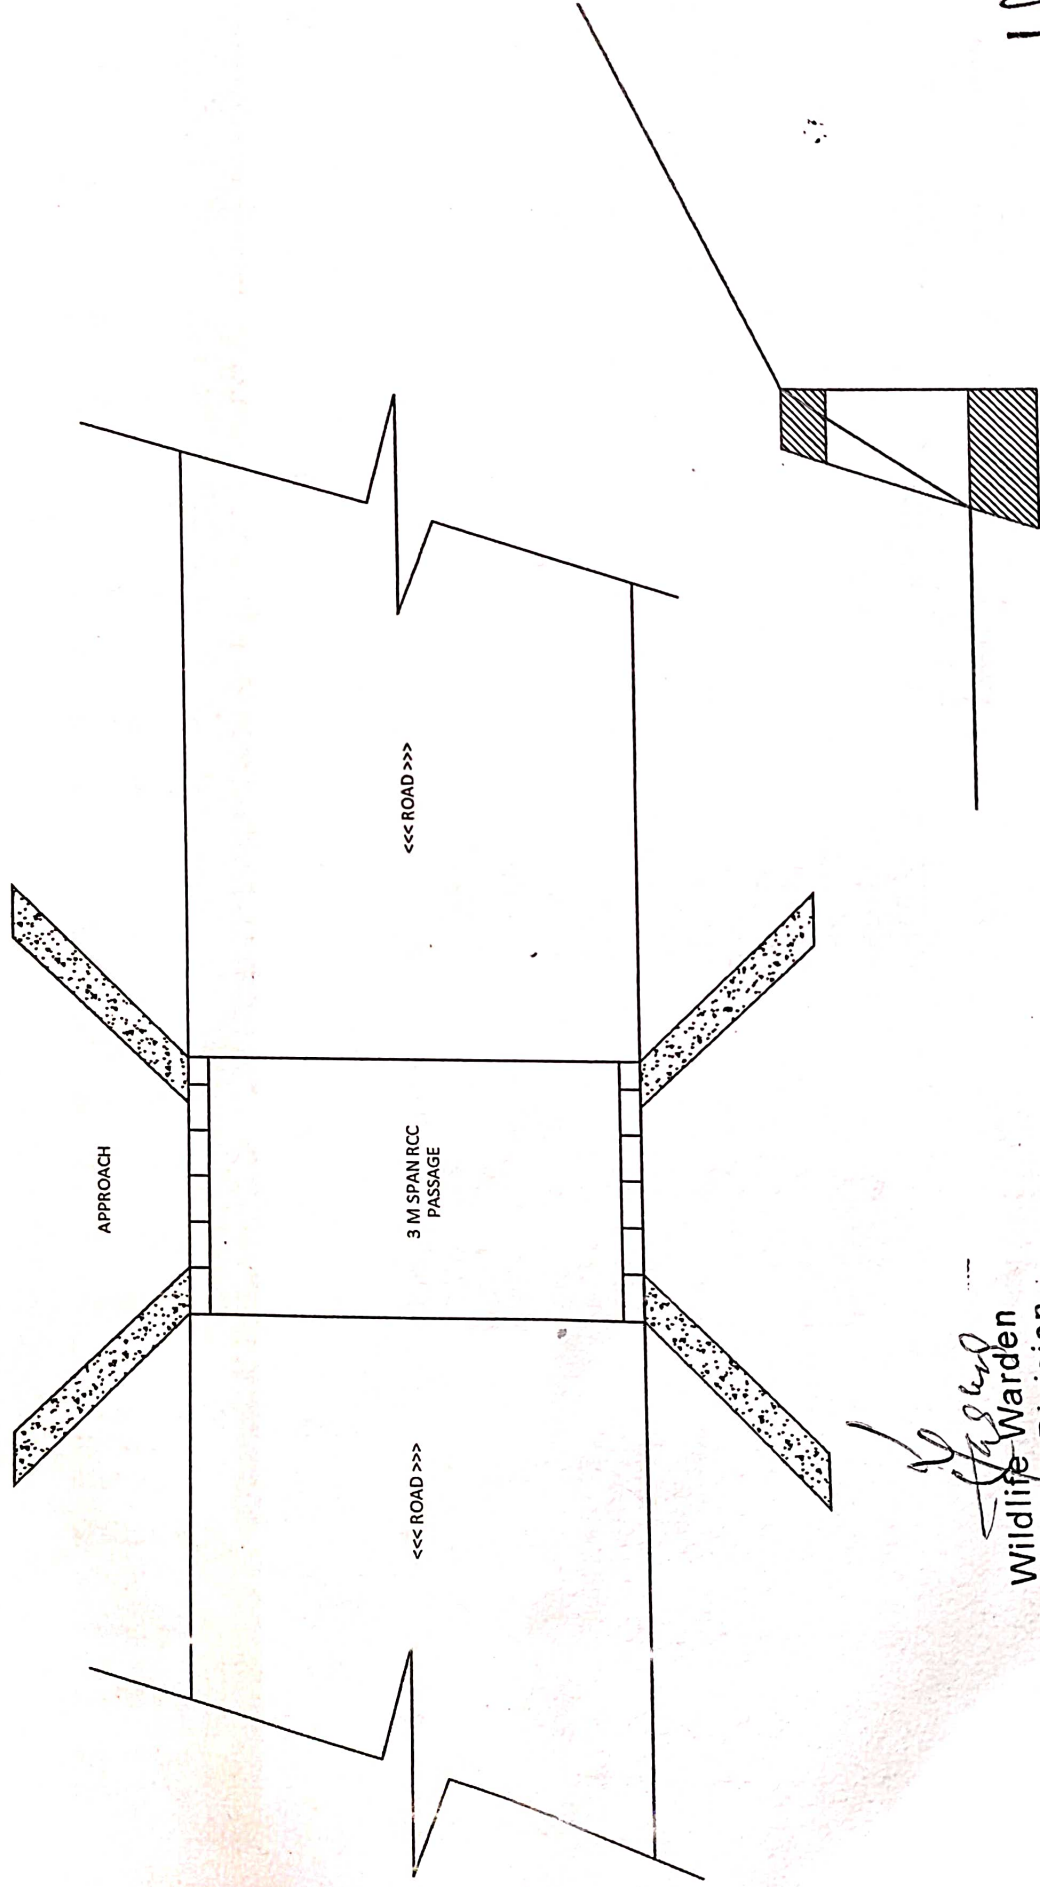 APPROACH
<<< ROAD >>>
3 M SPAN RCC
PASSAGE
<<< ROAD >>>
Wildlife Warden